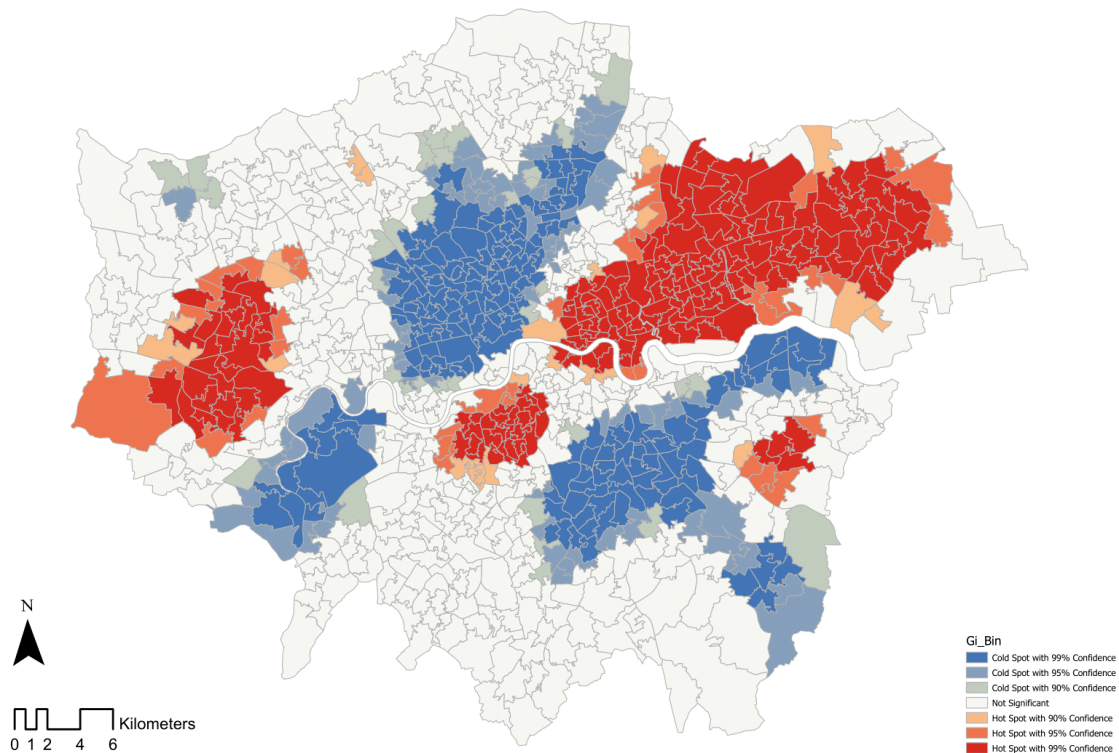 N
Kilometers
0 1 2 4 6
Gi_Bin
Cold Spot with 99% Confidence
Cold Spot with 95% Confidence
Cold Spot with 90% Confidence
Not Significant
Hot Spot with 90% Confidence
Hot Spot with 95% Confidence
Hot Spot with 99% Confidence